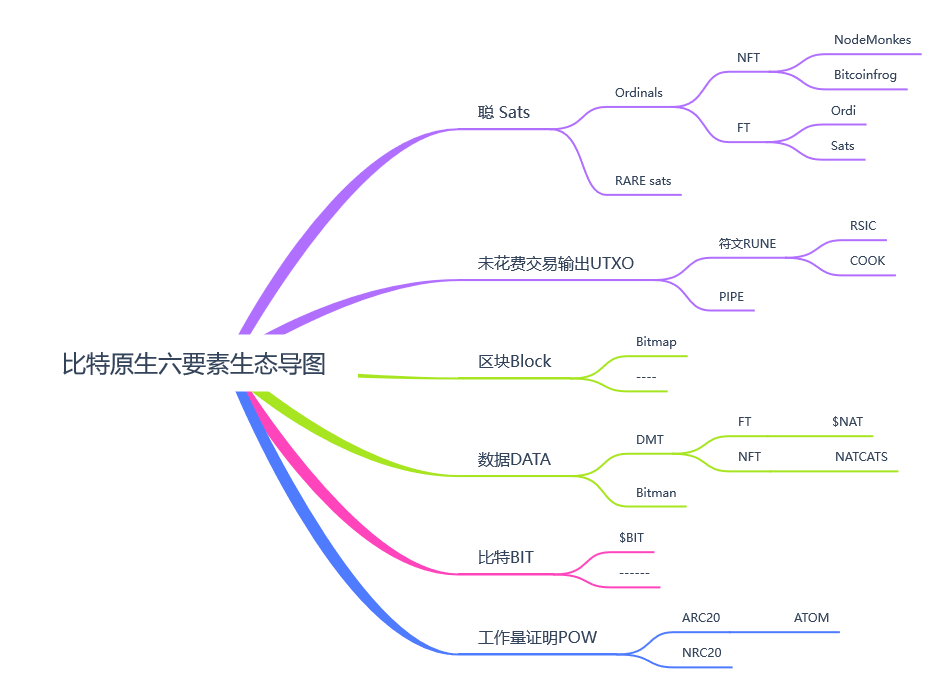 比特原生六要素生态导图
聪 Sats
Ordinals
NFT
NodeMonkes
Bitcoinfrog
FT
Ordi
Sats
RARE sats
未花费交易输出UTXO
符文RUNE
RSIC
COOK
PIPE
区块Block
Bitmap
----
数据DATA
DMT
FT
$NAT
NFT
NATCATS
Bitman
比特BIT
$BIT
------
工作量证明POW
ARC20
ATOM
NRC20